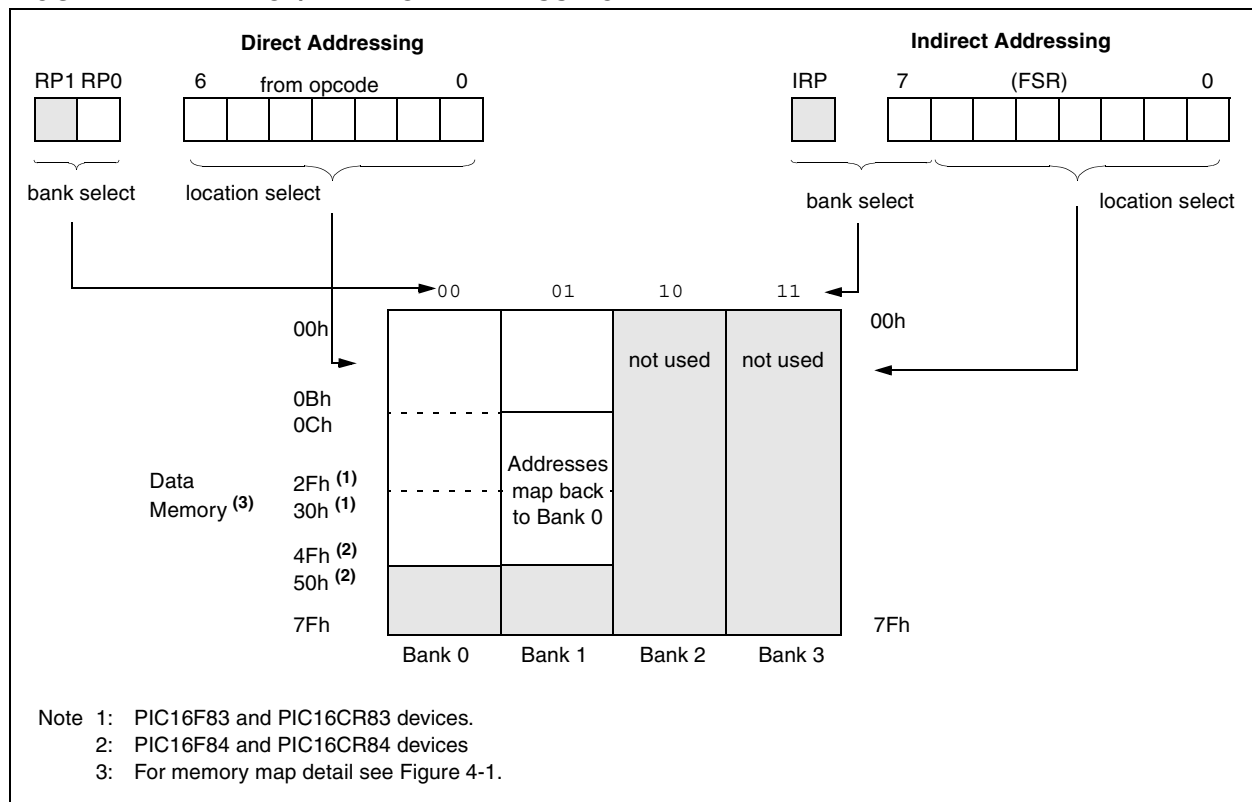 Direct Addressing
RP1 RP0 6 from opcode 0
bank select location select
Indirect Addressing
IRP 7 (FSR) 0
bank select location select
00 01 10 11
00h 00h
not used not used
0Bh
0Ch
Addresses
map back
to Bank 0
Data
Memory (3)
2Fh (1)
30h (1)
4Fh (2)
50h (2)
7Fh 7Fh
Bank 0 Bank 1 Bank 2 Bank 3
Note 1: PIC16F83 and PIC16CR83 devices.
2: PIC16F84 and PIC16CR84 devices
3: For memory map detail see Figure 4-1.